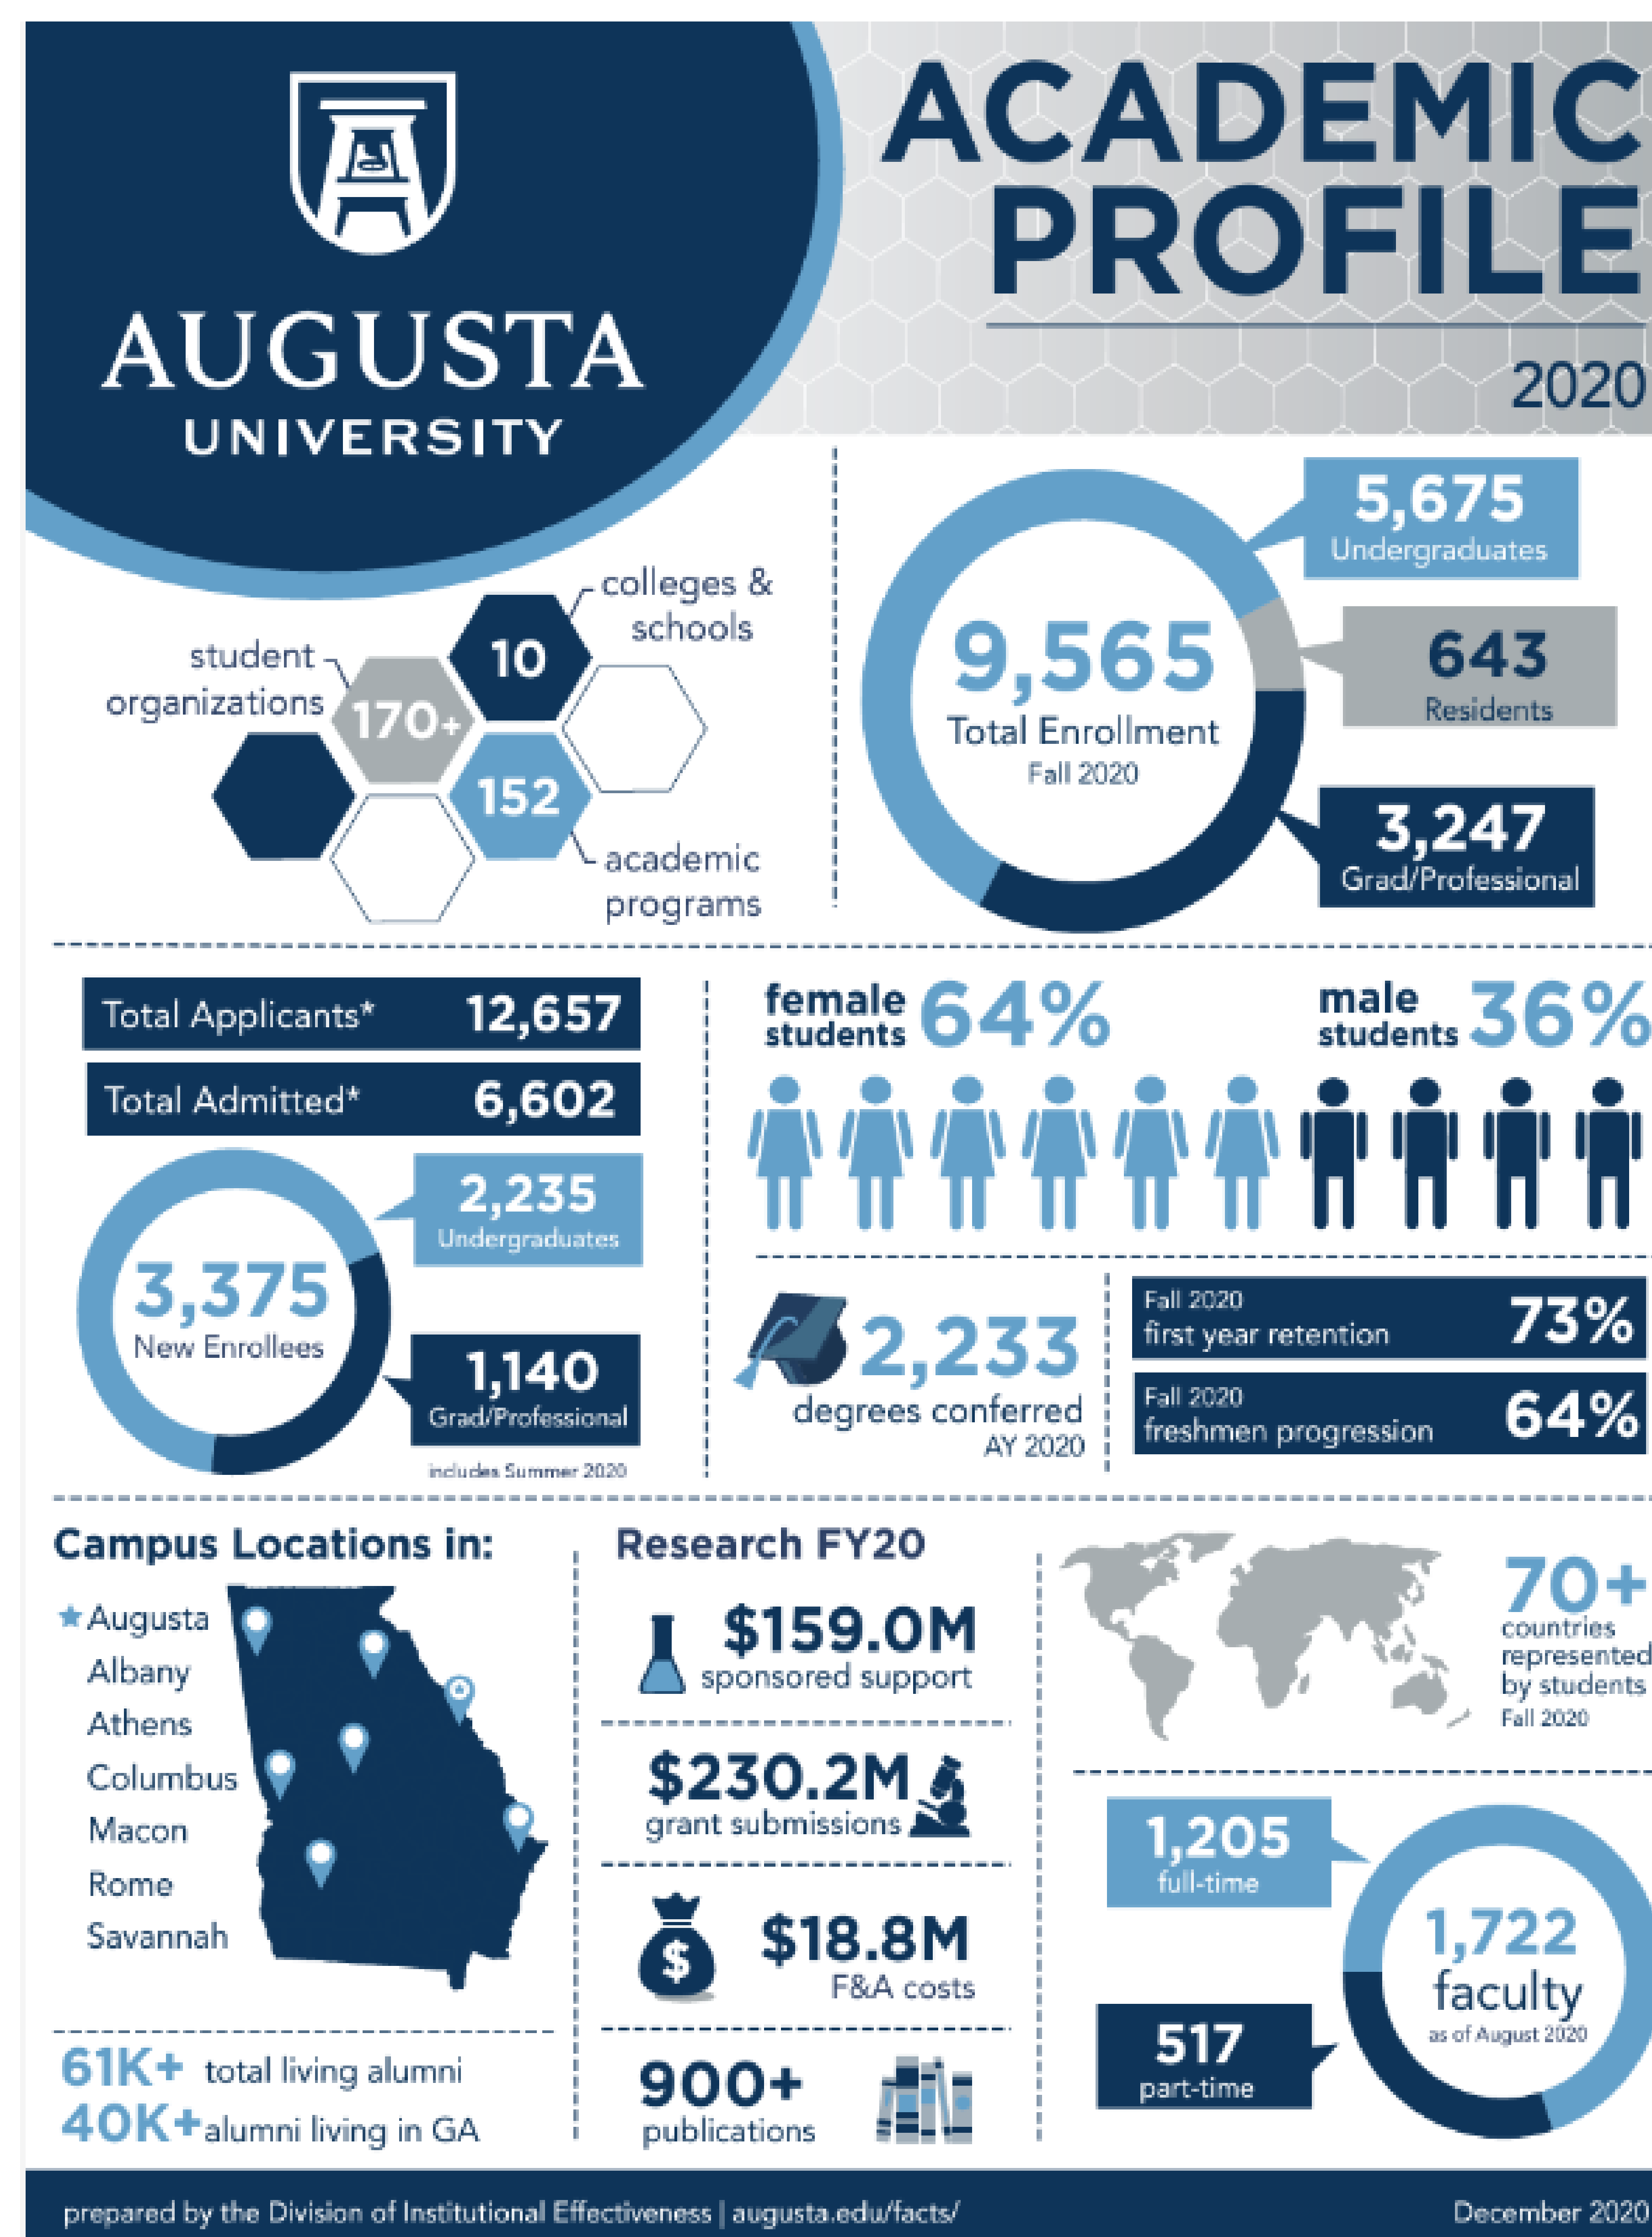 AUGUSTA
UNIVERSITY
ACADEMIC
PROFILE
2020
colleges &
schools
10
student
organizations
170+
152
academic
programs
5,675
Undergraduates
9,565
Total Enrollment
Fall 2020
643
Residents
3,247
Grad/Professional
Total Applicants* 12,657
Total Admitted* 6,602
2,235
Undergraduates
3,375
New Enrollees
1,140
Grad/Professional
includes Summer 2020
female
students 64%
male
students 36%
2,233
degrees conferred
AY 2020
Fall 2020
first year retention 73%
Fall 2020
freshmen progression 64%
Campus Locations in:
Augusta
Albany
Athens
Columbus
Macon
Rome
Savannah
61K+ total living alumni
40K+ alumni living in GA
Research FY20
$159.0M
sponsored support
$230.2M
grant submissions
$
$18.8M
F&A costs
900+
publications
70+
countries
represented
by students
Fall 2020
1,205
full-time
1,722
faculty
as of August 2020
517
part-time
prepared by the Division of Institutional Effectiveness | augusta.edu/facts/
December 2020